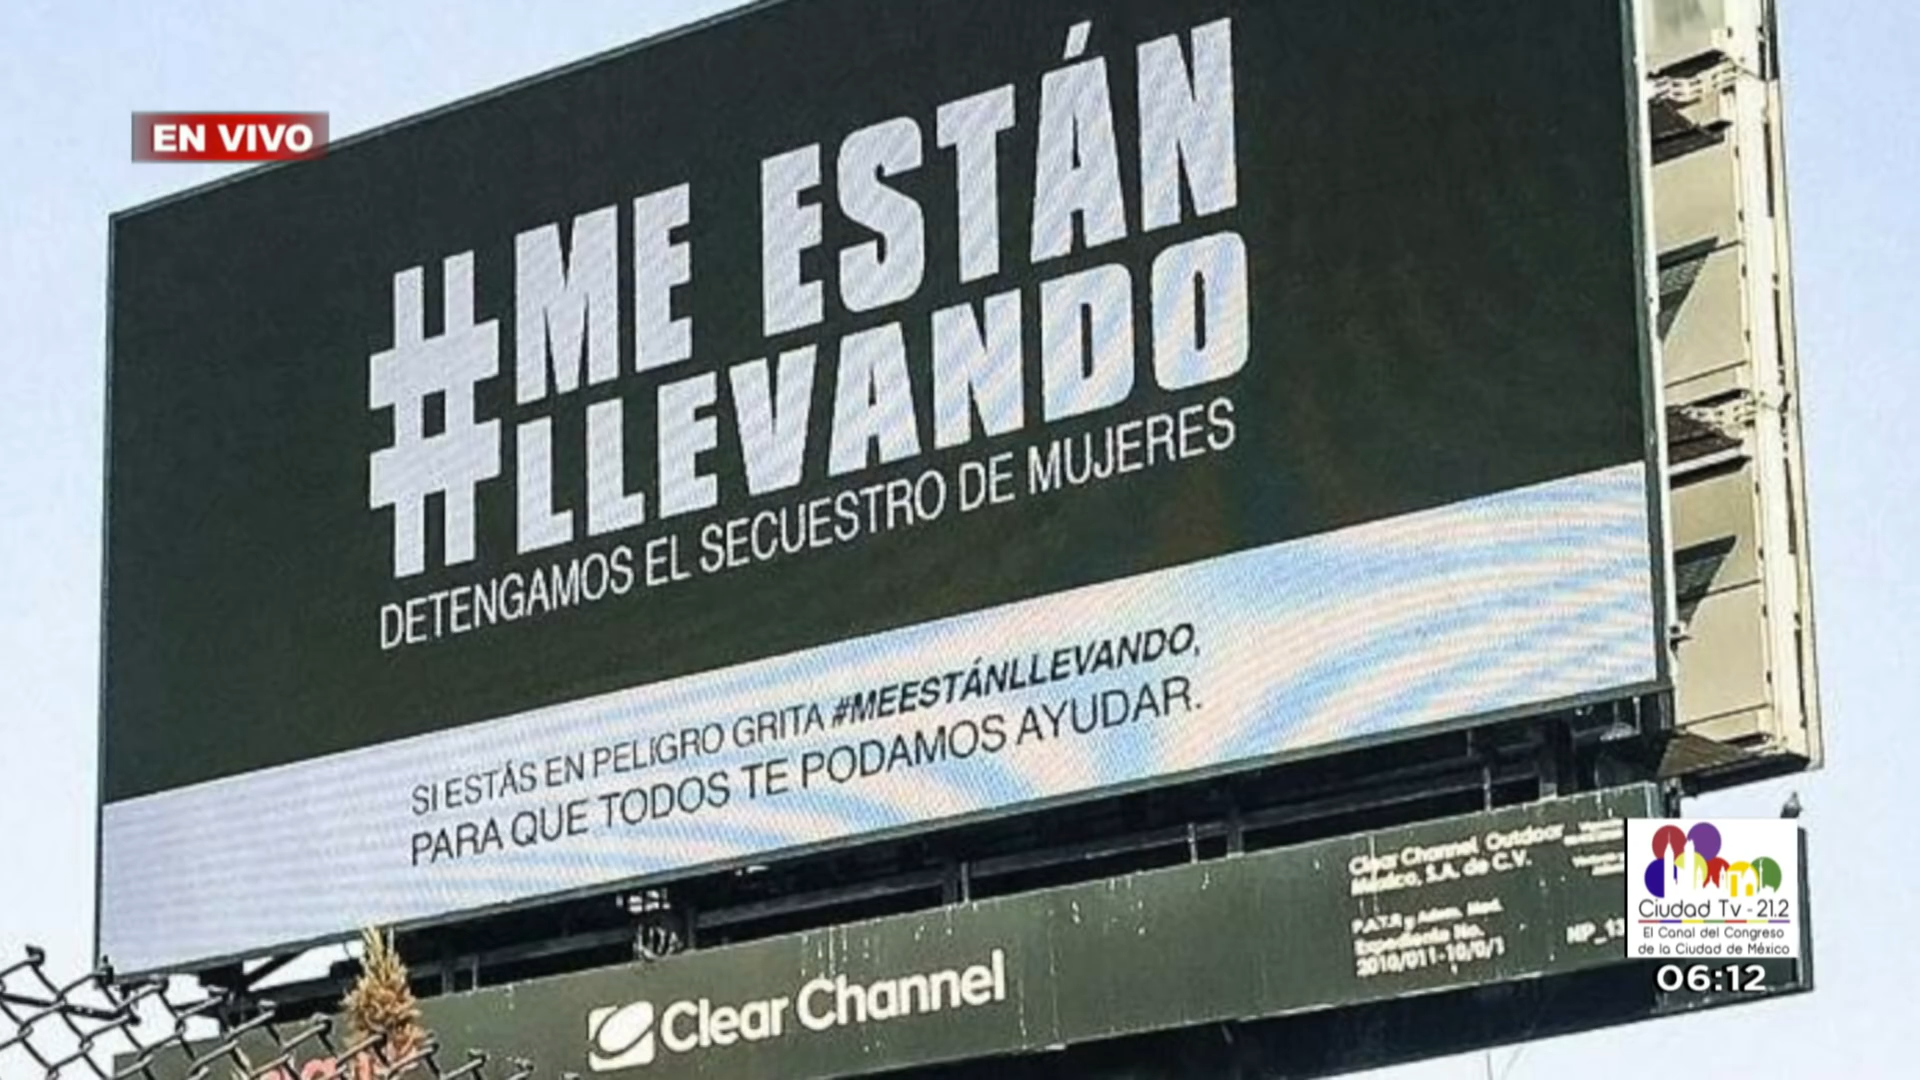 EN VIVO
#ME ESTÁN
#LLEVANDO
DETENGAMOS EL SECUESTRO DE MUJERES
SI ESTÁS EN PELIGRO GRITA #MEESTÁNLLEVANDO,
PARA QUE TODOS TE PODAMOS AYUDAR.
Clear Channel Outdoor
México, S.A. de C.V.
Expediente No.
2010/011-10/0/1
Clear Channel
Ciudad Tv - 21.2
El Canal del Congreso
de la Ciudad de México
06:12